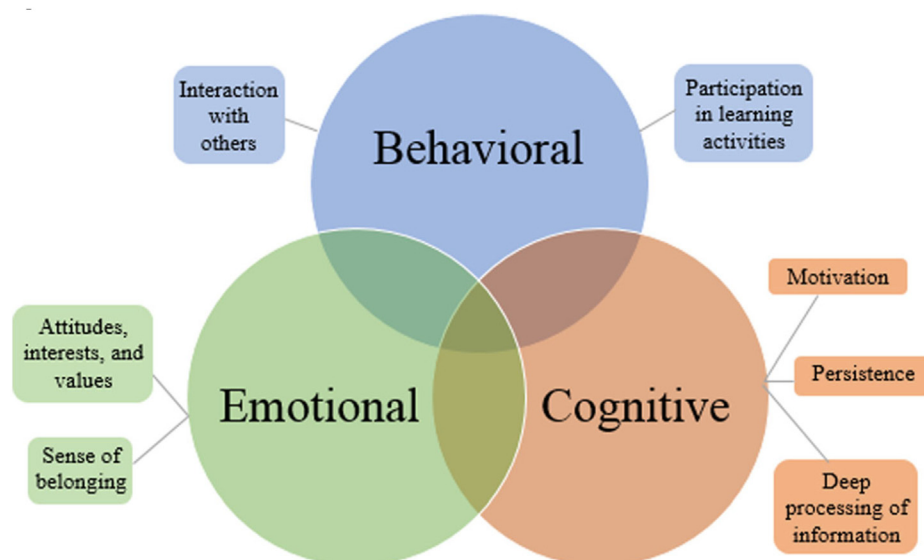 Interaction
with
others
Behavioral
Participation
in learning
activities
Attitudes,
interests, and
values
Sense of
belonging
Emotional
Cognitive
Motivation
Persistence
Deep
processing of
information